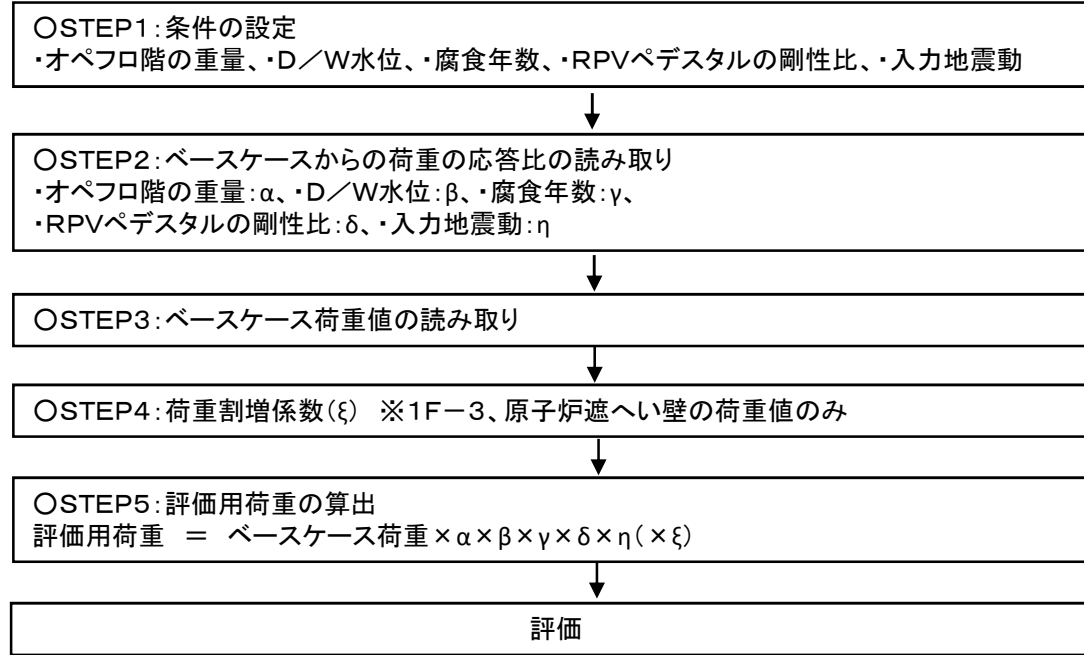 〇STEP1:条件の設定
・オペフロ階の重量、・D/W水位、・腐食年数、・RPVペデスタルの剛性比、・入力地震動
〇STEP2:ベースケースからの荷重の応答比の読み取り
・オペフロ階の重量:α、・D/W水位:β、・腐食年数:γ、
・RPVペデスタルの剛性比:δ、・入力地震動:η
〇STEP3:ベースケース荷重値の読み取り
〇STEP4:荷重割増係数(ξ) ※1F-3、原子炉遮へい壁の荷重値のみ
〇STEP5:評価用荷重の算出
評価用荷重 = ベースケース荷重×α×β×γ×δ×η(×ξ)
評価